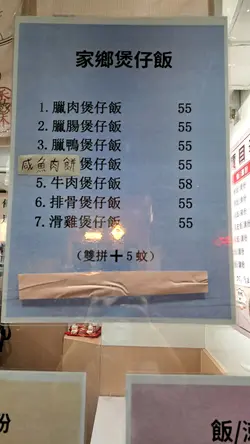 家鄉煲仔飯
1. 臘肉煲仔飯 55
2. 臘腸煲仔飯 55
3. 臘鴨煲仔飯 55
咸魚肉餅煲仔飯 55
5. 牛肉煲仔飯 58
6. 排骨煲仔飯 55
7. 滑雞煲仔飯 55
(雙拼+5蚊)
飯/